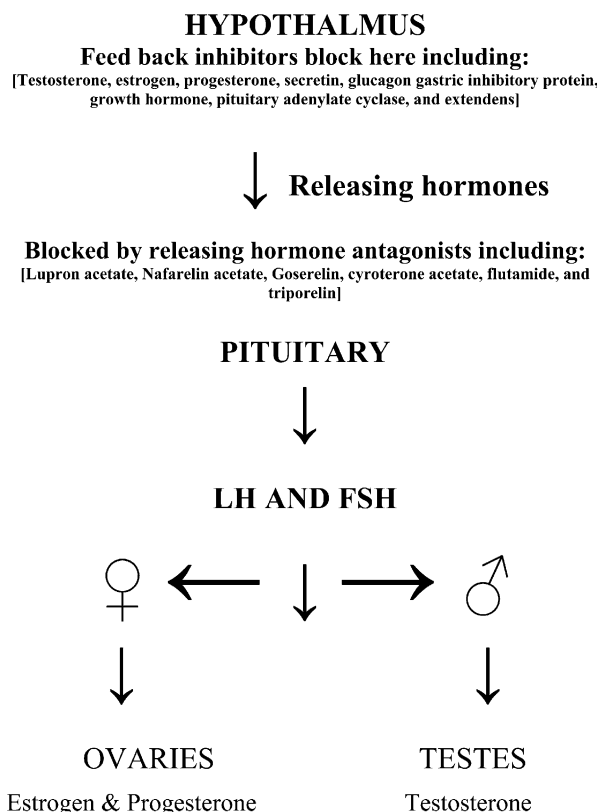 HYPOTHALMUS
Feed back inhibitors block here including:
[Testosterone, estrogen, progesterone, secretin, glucagon gastric inhibitory protein,
growth hormone, pituitary adenylate cyclase, and extendens]
Releasing hormones
Blocked by releasing hormone antagonists including:
[Lupron acetate, Nafarelin acetate, Goserelin, cyroterone acetate, flutamide, and
triporelin]
PITUITARY
LH AND FSH
OVARIES
TESTES
Estrogen & Progesterone
Testosterone